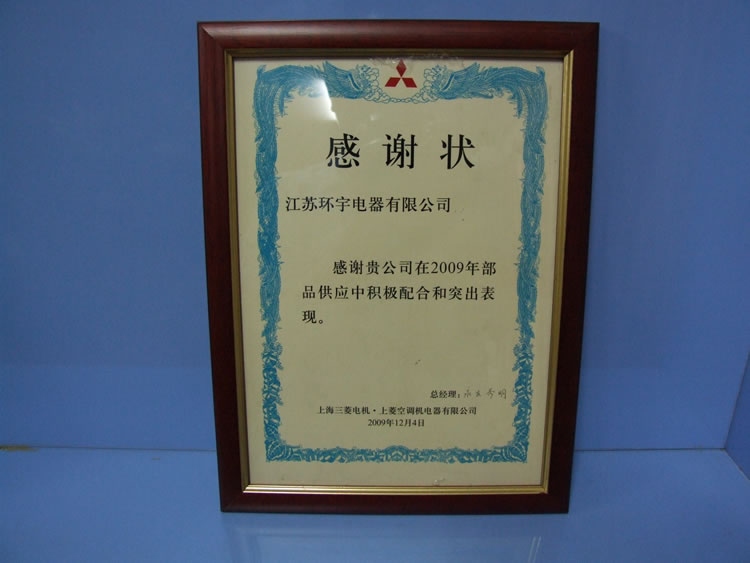 感谢状
江苏环宇电器有限公司
感谢贵公司在2009年部
品供应中积极配合和突出表
现。
总经理：
上海三菱电机·上菱空调机电器有限公司
2009年12月4日